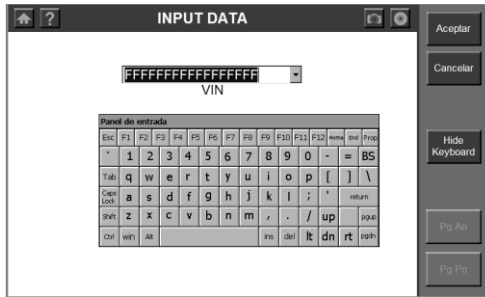 ?
INPUT DATA
Aceptar
FFFFFFFFFFFFFFFFF
VIN
Cancelar
Panel de entrada
Esc F1 F2 F3 F4 F5 F6 F7 F8 F9 F10 F11 F12 Home End Prop
` 1 2 3 4 5 6 7 8 9 0 - = BS
Tab q w e r t y u i o p [ ] \
Caps Lock a s d f g h j k l ; ' return
Shift z x c v b n m , . / up pgup
Ctrl win Alt ins del lt dn rt pgdn
Hide
Keyboard
Pg An
Pg Pu